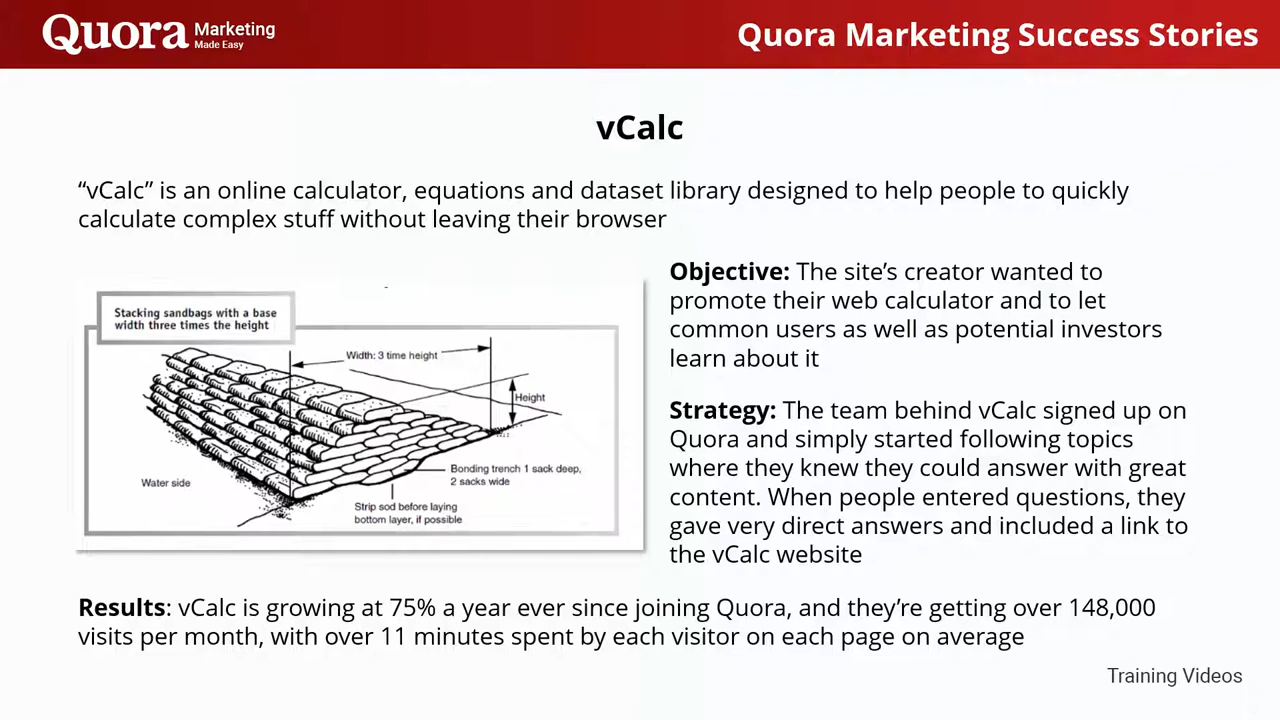 Quora Marketing
Made Easy
Quora Marketing Success Stories
vCalc
“vCalc” is an online calculator, equations and dataset library designed to help people to quickly
calculate complex stuff without leaving their browser
Stacking sandbags with a base
width three times the height
Width: 3 time height
Height
Water side
Bonding trench 1 sack deep,
2 sacks wide
Strip sod before laying
bottom layer, if possible
Objective: The site’s creator wanted to
promote their web calculator and to let
common users as well as potential investors
learn about it
Strategy: The team behind vCalc signed up on
Quora and simply started following topics
where they knew they could answer with great
content. When people entered questions, they
gave very direct answers and included a link to
the vCalc website
Results: vCalc is growing at 75% a year ever since joining Quora, and they’re getting over 148,000
visits per month, with over 11 minutes spent by each visitor on each page on average
Training Videos